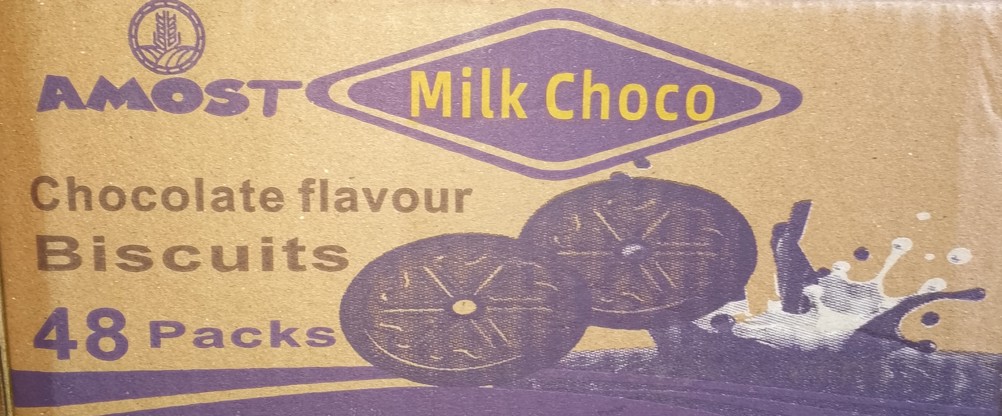 AMOST
Milk Choco
Chocolate flavour
Biscuits
48 Packs